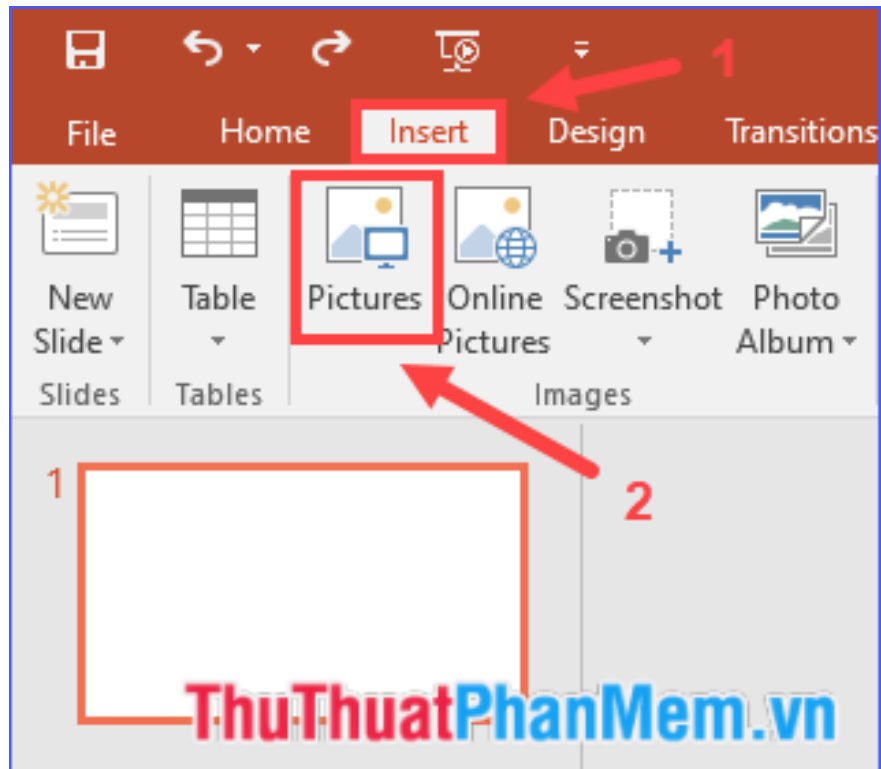 1
File Home Insert Design Transitions
New Slide
Table
Pictures
Online Pictures
Screenshot
Photo Album
Slides Tables Images
1
2
ThuThuatPhanMem.vn